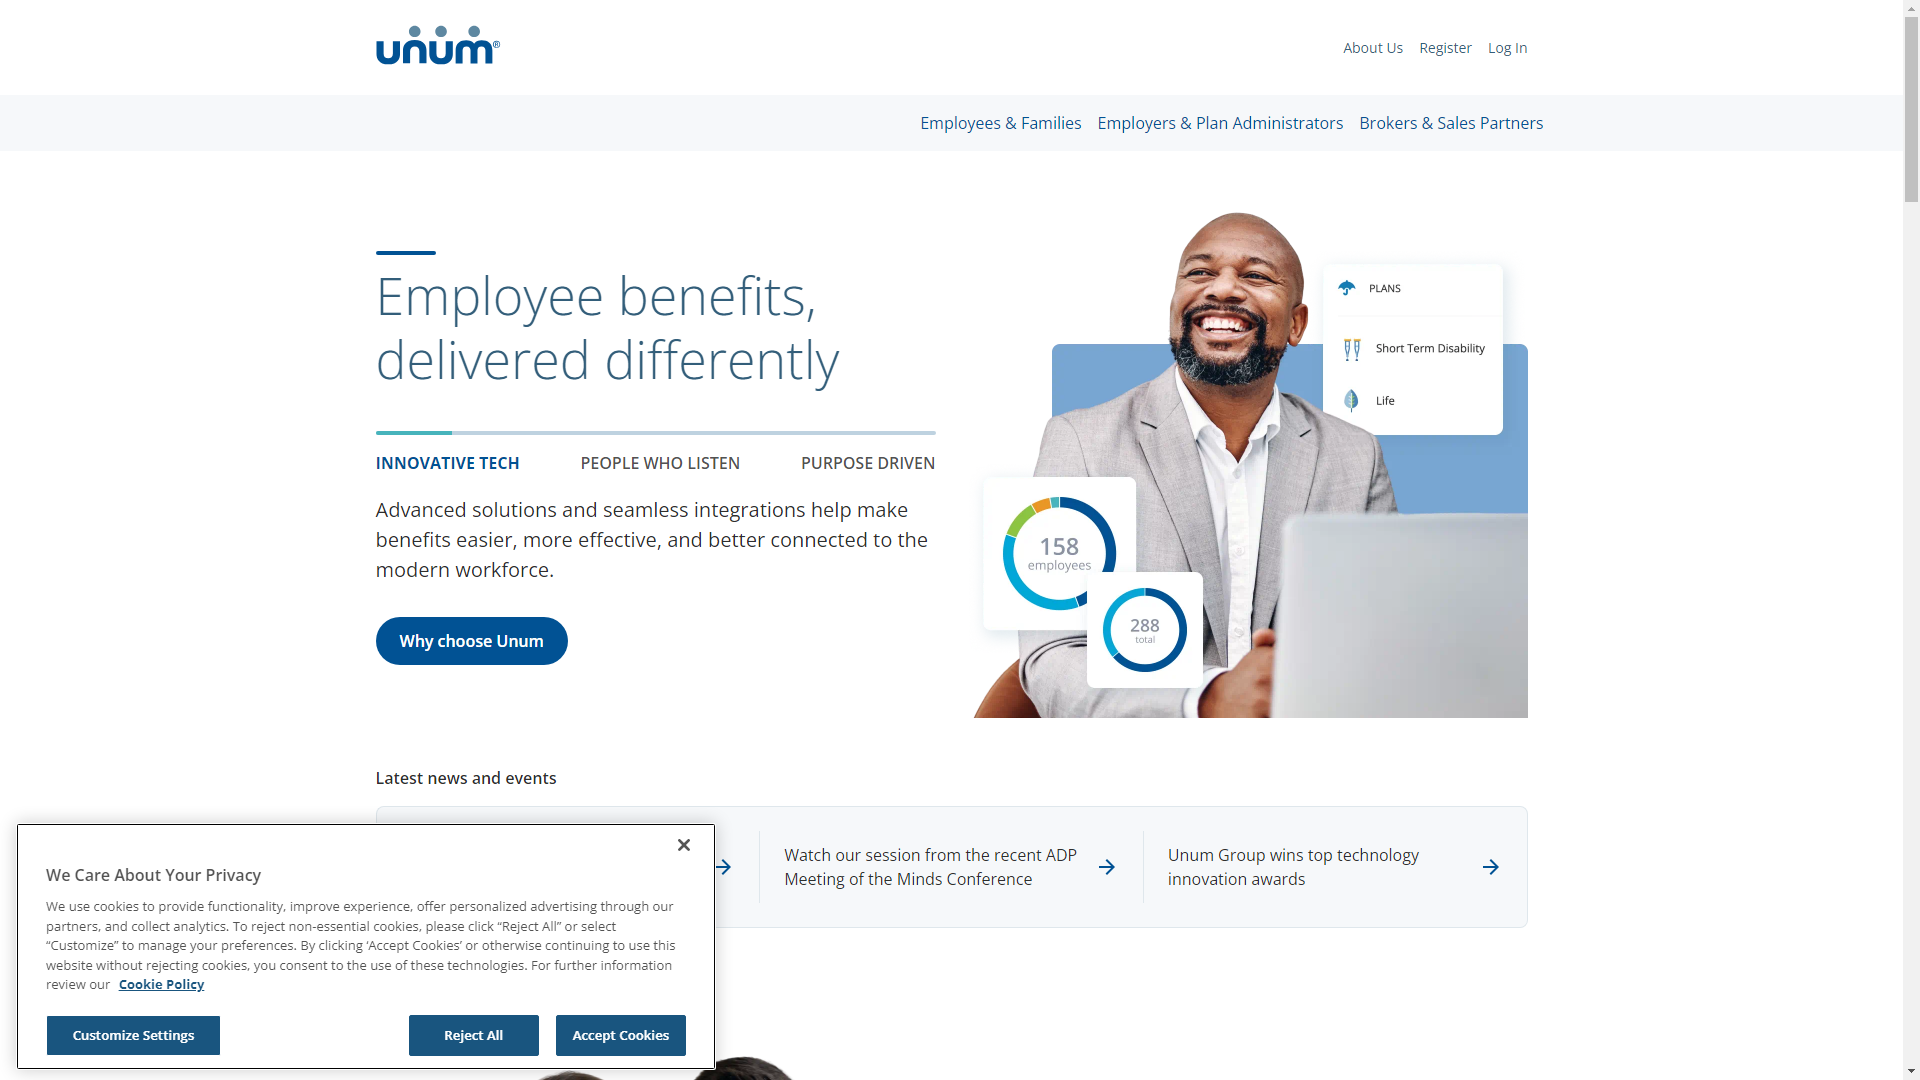 unum®
About Us Register Log In
Employees & Families Employers & Plan Administrators Brokers & Sales Partners
Employee benefits,
delivered differently
INNOVATIVE TECH PEOPLE WHO LISTEN PURPOSE DRIVEN
Advanced solutions and seamless integrations help make
benefits easier, more effective, and better connected to the
modern workforce.
Why choose Unum
PLANS
Short Term Disability
Life
158
employees
288
total
Latest news and events
Watch our session from the recent ADP
Meeting of the Minds Conference
Unum Group wins top technology
innovation awards
We Care About Your Privacy
We use cookies to provide functionality, improve experience, offer personalized advertising through our
partners, and collect analytics. To reject non-essential cookies, please click “Reject All” or select
“Customize” to manage your preferences. By clicking ‘Accept Cookies’ or otherwise continuing to use this
website without rejecting cookies, you consent to the use of these technologies. For further information
review our Cookie Policy
Customize Settings Reject All Accept Cookies